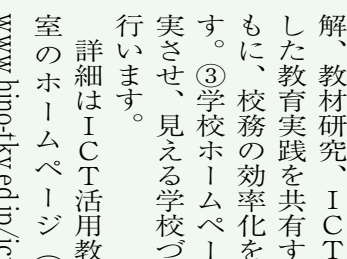 解、教材研究、ＩＣＴ
した教育実践を共有す
もに、校務の効率化を
す。③学校ホームペー
実させ、見える学校づ
行います。
詳細はＩＣＴ活用教
室のホームページ（
www.hino-tky.ed.jp/ic